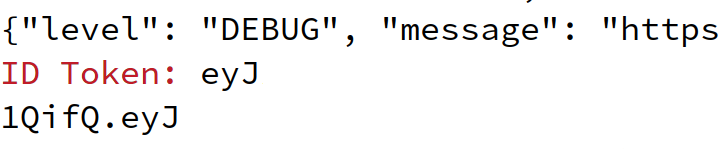 {"level": "DEBUG", "message": "https
ID Token: eyJ
1QifQ.eyJ